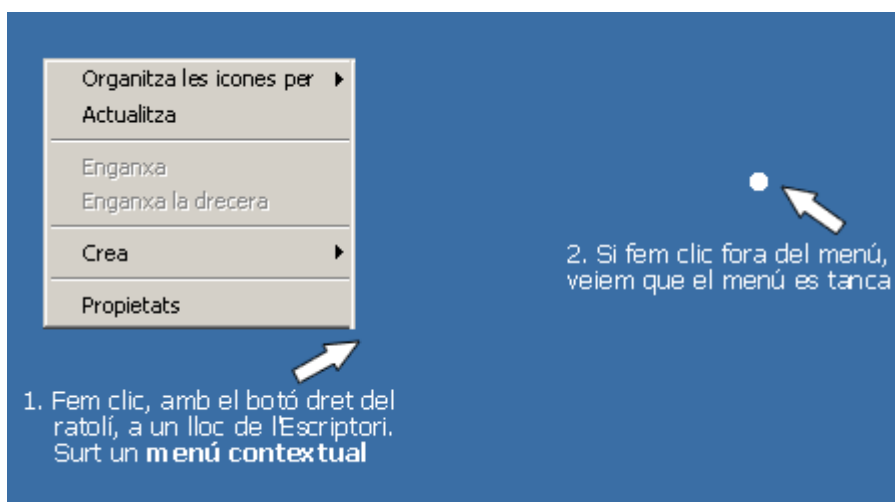 Organitza les icones per
Actualitza
Enganxa
Enganxa la drecera
Crea
Propietats
1. Fem clic, amb el botó dret del
ratolí, a un lloc de l'Escriptori.
Surt un menú contextual
2. Si fem clic fora del menú,
veiem que el menú es tanca